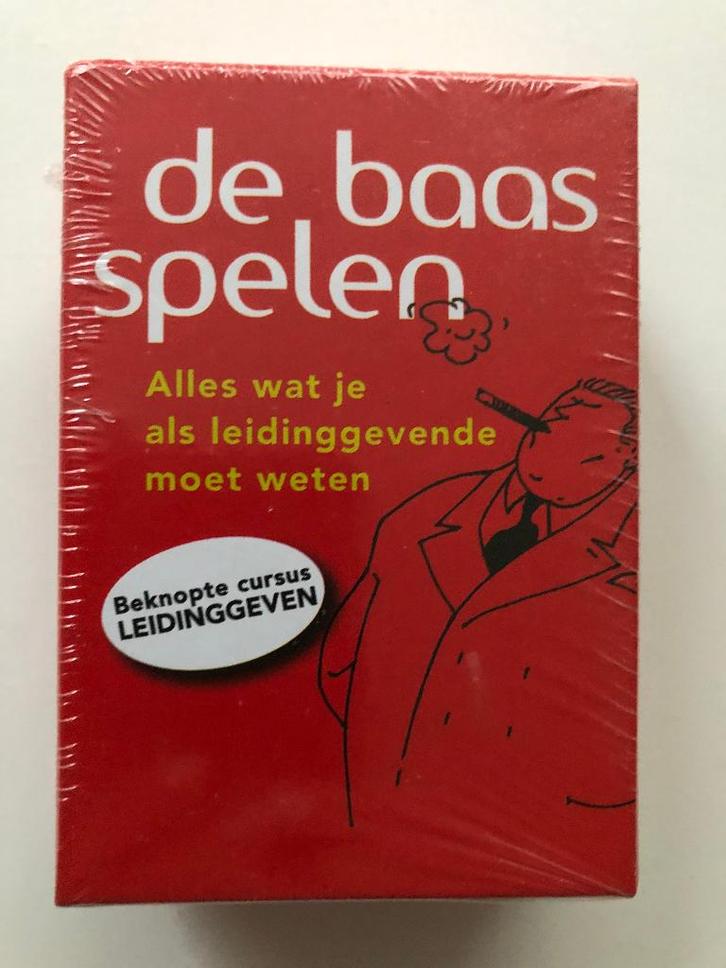 de baas
spelen
Alles wat je
als leidinggevende
moet weten
Beknopte cursus
LEIDINGGEVEN